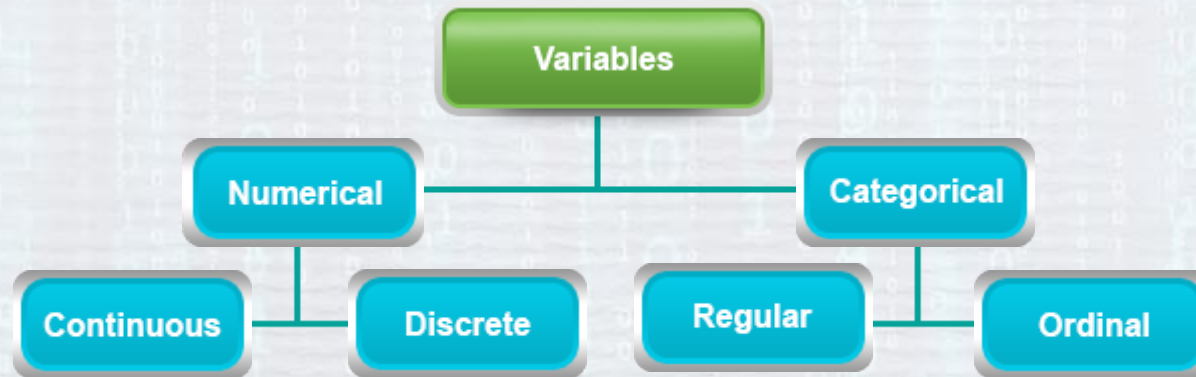 Variables
Numerical
Categorical
Continuous
Discrete
Regular
Ordinal